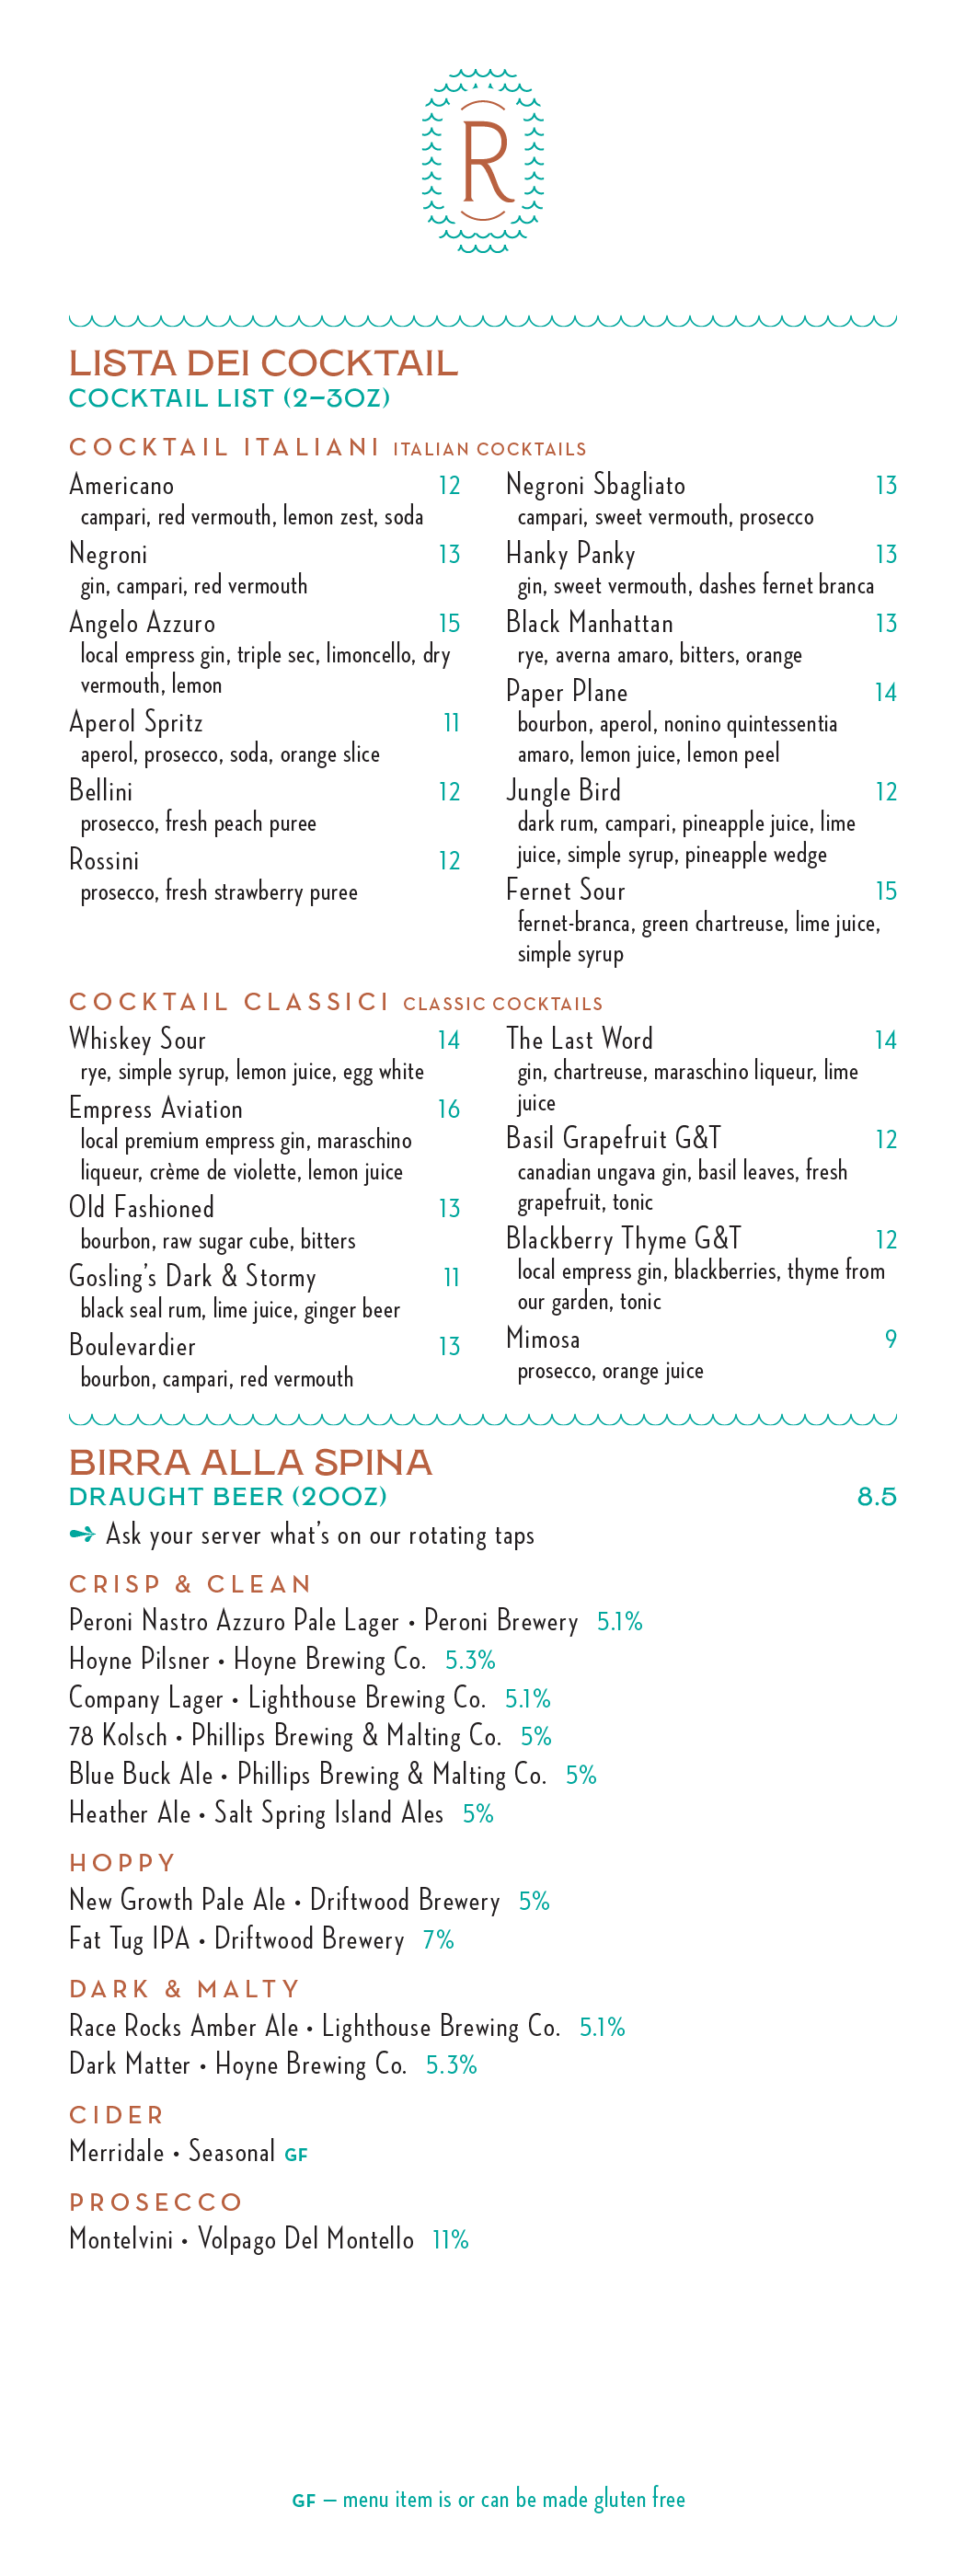 R
LISTA DEI COCKTAIL
COCKTAIL LIST (2–3OZ)
COCKTAIL ITALIANI ITALIAN COCKTAILS
Americano 12
campari, red vermouth, lemon zest, soda
Negroni 13
gin, campari, red vermouth
Angelo Azzuro 15
local empress gin, triple sec, limoncello, dry
vermouth, lemon
Aperol Spritz 11
aperol, prosecco, soda, orange slice
Bellini 12
prosecco, fresh peach puree
Rossini 12
prosecco, fresh strawberry puree
Negroni Sbagliato 13
campari, sweet vermouth, prosecco
Hanky Panky 13
gin, sweet vermouth, dashes fernet branca
Black Manhattan 13
rye, averna amaro, bitters, orange
Paper Plane 14
bourbon, aperol, nonino quintessentia
amaro, lemon juice, lemon peel
Jungle Bird 12
dark rum, campari, pineapple juice, lime
juice, simple syrup, pineapple wedge
Fernet Sour 15
fernet-branca, green chartreuse, lime juice,
simple syrup
COCKTAIL CLASSICI CLASSIC COCKTAILS
Whiskey Sour 14
rye, simple syrup, lemon juice, egg white
Empress Aviation 16
local premium empress gin, maraschino
liqueur, crème de violette, lemon juice
Old Fashioned 13
bourbon, raw sugar cube, bitters
Gosling's Dark & Stormy 11
black seal rum, lime juice, ginger beer
Boulevardier 13
bourbon, campari, red vermouth
The Last Word 14
gin, chartreuse, maraschino liqueur, lime
juice
Basil Grapefruit G&T 12
canadian ungava gin, basil leaves, fresh
grapefruit, tonic
Blackberry Thyme G&T 12
local empress gin, blackberries, thyme from
our garden, tonic
Mimosa 9
prosecco, orange juice
BIRRA ALLA SPINA
DRAUGHT BEER (20OZ) 8.5
Ask your server what's on our rotating taps
CRISP & CLEAN
Peroni Nastro Azzuro Pale Lager • Peroni Brewery 5.1%
Hoyne Pilsner • Hoyne Brewing Co. 5.3%
Company Lager • Lighthouse Brewing Co. 5.1%
78 Kolsch • Phillips Brewing & Malting Co. 5%
Blue Buck Ale • Phillips Brewing & Malting Co. 5%
Heather Ale • Salt Spring Island Ales 5%
HOPPY
New Growth Pale Ale • Driftwood Brewery 5%
Fat Tug IPA • Driftwood Brewery 7%
DARK & MALTY
Race Rocks Amber Ale • Lighthouse Brewing Co. 5.1%
Dark Matter • Hoyne Brewing Co. 5.3%
CIDER
Merridale • Seasonal GF
PROSECCO
Montelvini • Volpago Del Montello 11%
GF – menu item is or can be made gluten free